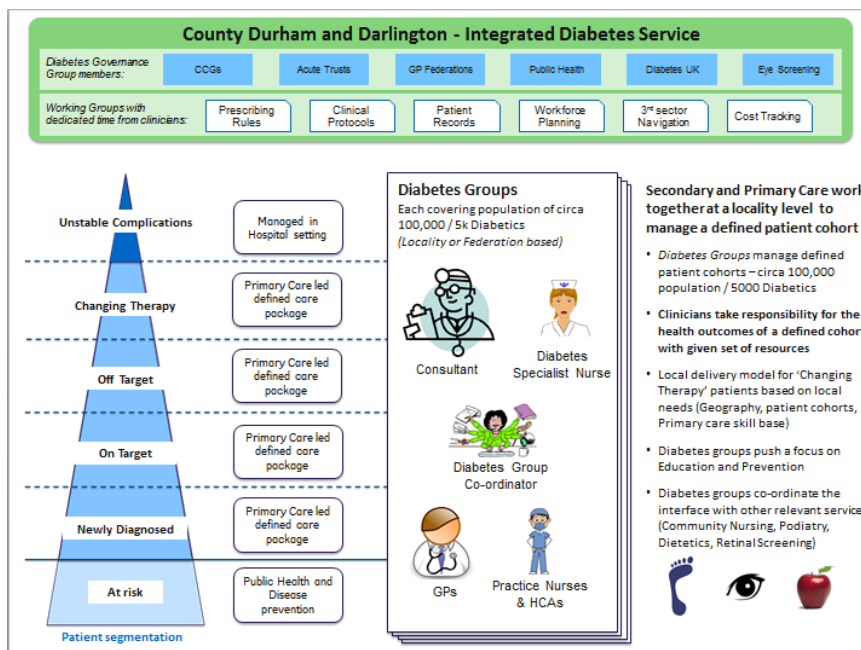 County Durham and Darlington - Integrated Diabetes Service
Diabetes Governance
Group members:
CCGs
Acute Trusts
GP Federations
Public Health
Diabetes UK
Eye Screening
Working Groups with
dedicated time from clinicians:
Prescribing
Rules
Clinical
Protocols
Patient
Records
Workforce
Planning
3rd sector
Navigation
Cost Tracking
Unstable Complications
Managed in
Hospital setting
Changing Therapy
Primary Care led
defined care
package
Off Target
Primary Care led
defined care
package
On Target
Primary Care led
defined care
package
Newly Diagnosed
Primary Care led
defined care
package
At risk
Public Health and
Disease
prevention
Patient segmentation
Diabetes Groups
Each covering population of circa
100,000 / 5k Diabetics
(Locality or Federation based)
Consultant
Diabetes
Specialist Nurse
Diabetes Group
Co-ordinator
GPs
Practice Nurses
& HCAs
Secondary and Primary Care work
together at a locality level to
manage a defined patient cohort
• Diabetes Groups manage defined
patient cohorts – circa 100,000
population / 5000 Diabetics
• Clinicians take responsibility for the
health outcomes of a defined cohort
with given set of resources
• Local delivery model for ‘Changing
Therapy’ patients based on local
needs (Geography, patient cohorts,
Primary care skill base)
• Diabetes groups push a focus on
Education and Prevention
• Diabetes groups co-ordinate the
interface with other relevant service
(Community Nursing, Podiatry,
Dietetics, Retinal Screening)